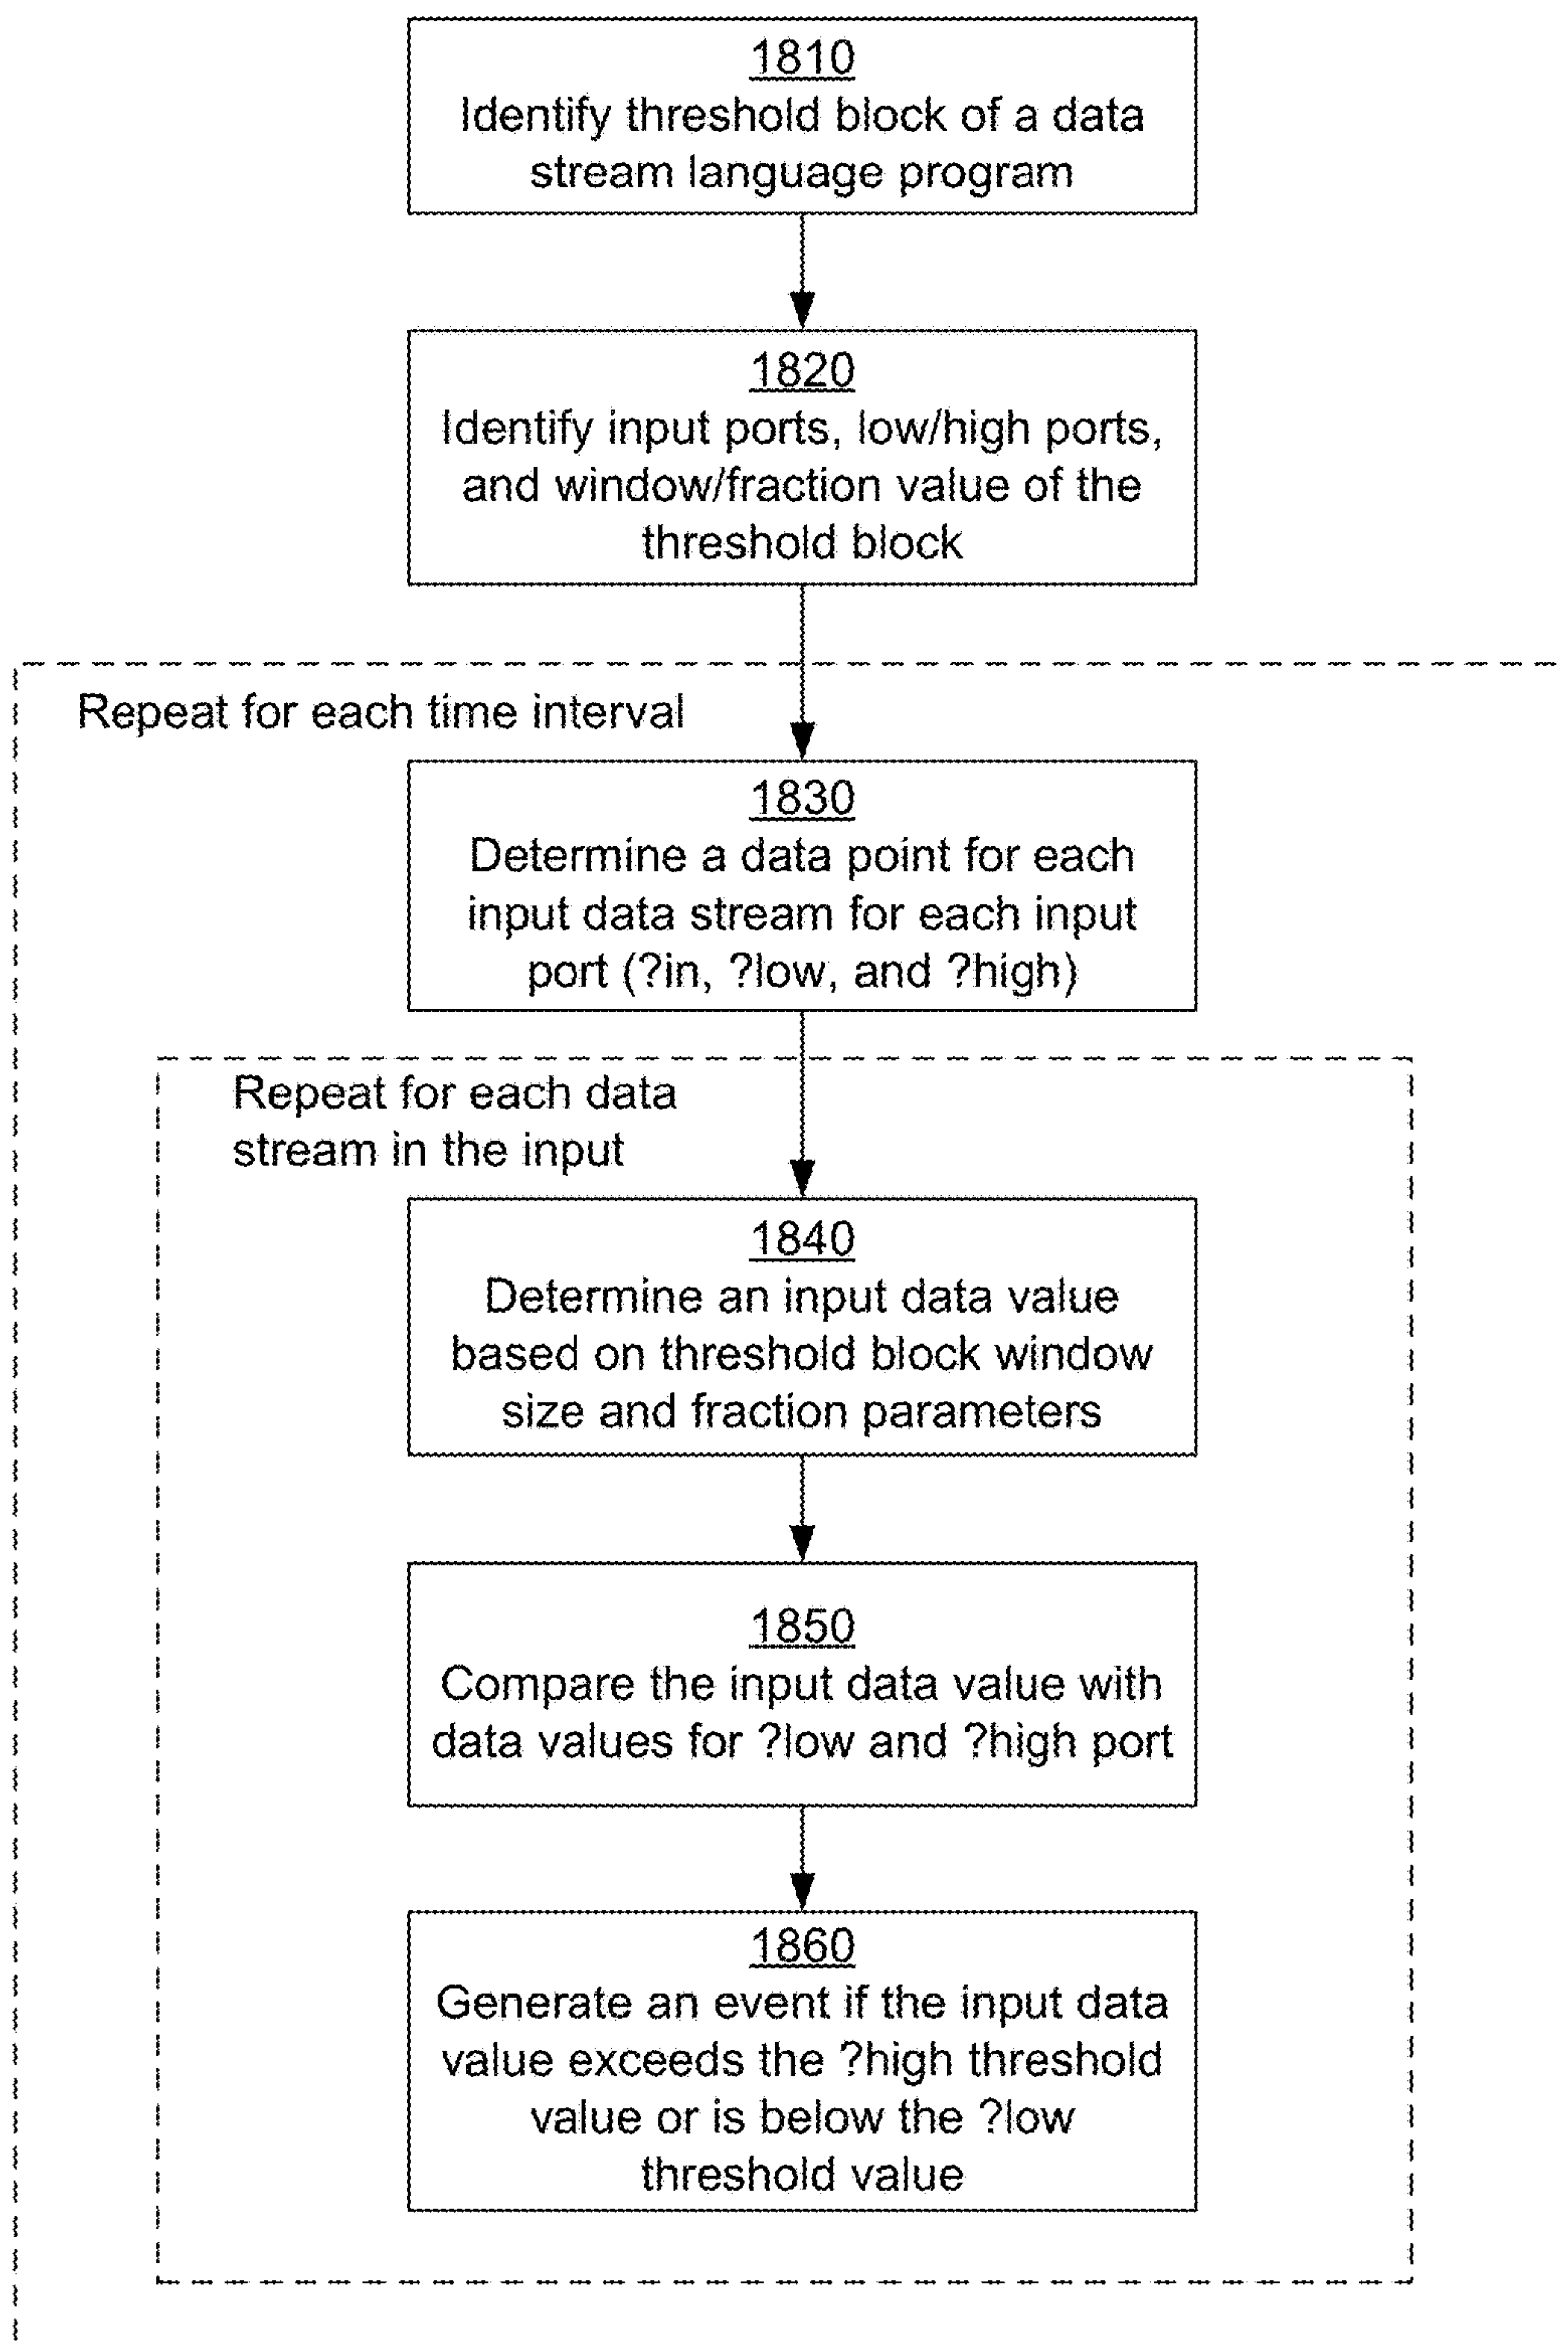 1810
Identify threshold block of a data
stream language program
1820
Identify input ports, low/high ports,
and window/fraction value of the
threshold block
Repeat for each time interval
1830
Determine a data point for each
input data stream for each input
port (?in, ?low, and ?high)
Repeat for each data
stream in the input
1840
Determine an input data value
based on threshold block window
size and fraction parameters
1850
Compare the input data value with
data values for ?low and ?high port
1860
Generate an event if the input data
value exceeds the ?high threshold
value or is below the ?low
threshold value